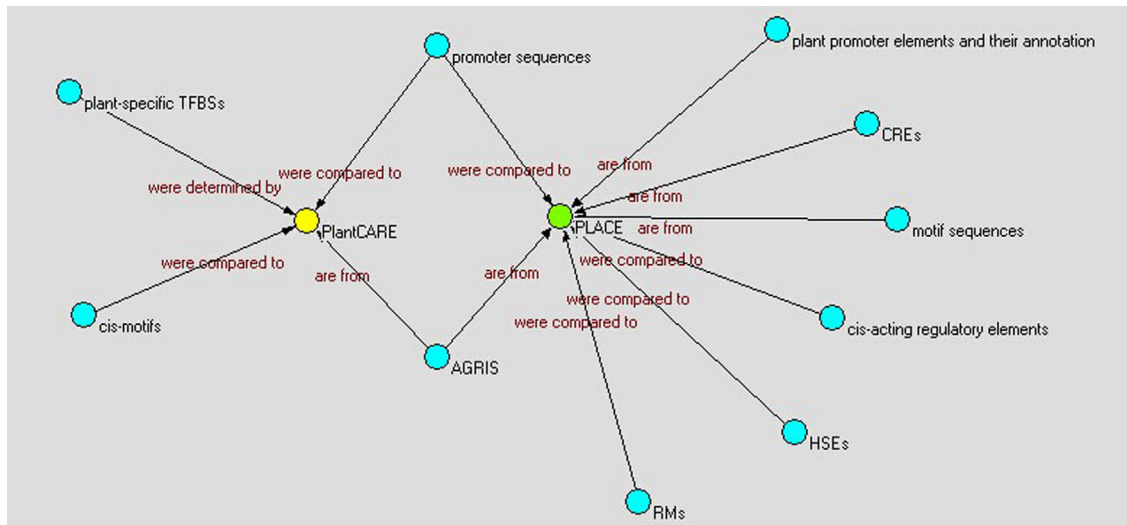 plant promoter elements and their annotation
promoter sequences
plant-specific TFBSs
CREs
were compared to
were compared to
are from
were determined by
are from
PlantCARE
PLACE
are from
motif sequences
were compared to
are from
are from
were compared to
were compared to
were compared to
cis-motifs
cis-acting regulatory elements
AGRIS
HSEs
RMs